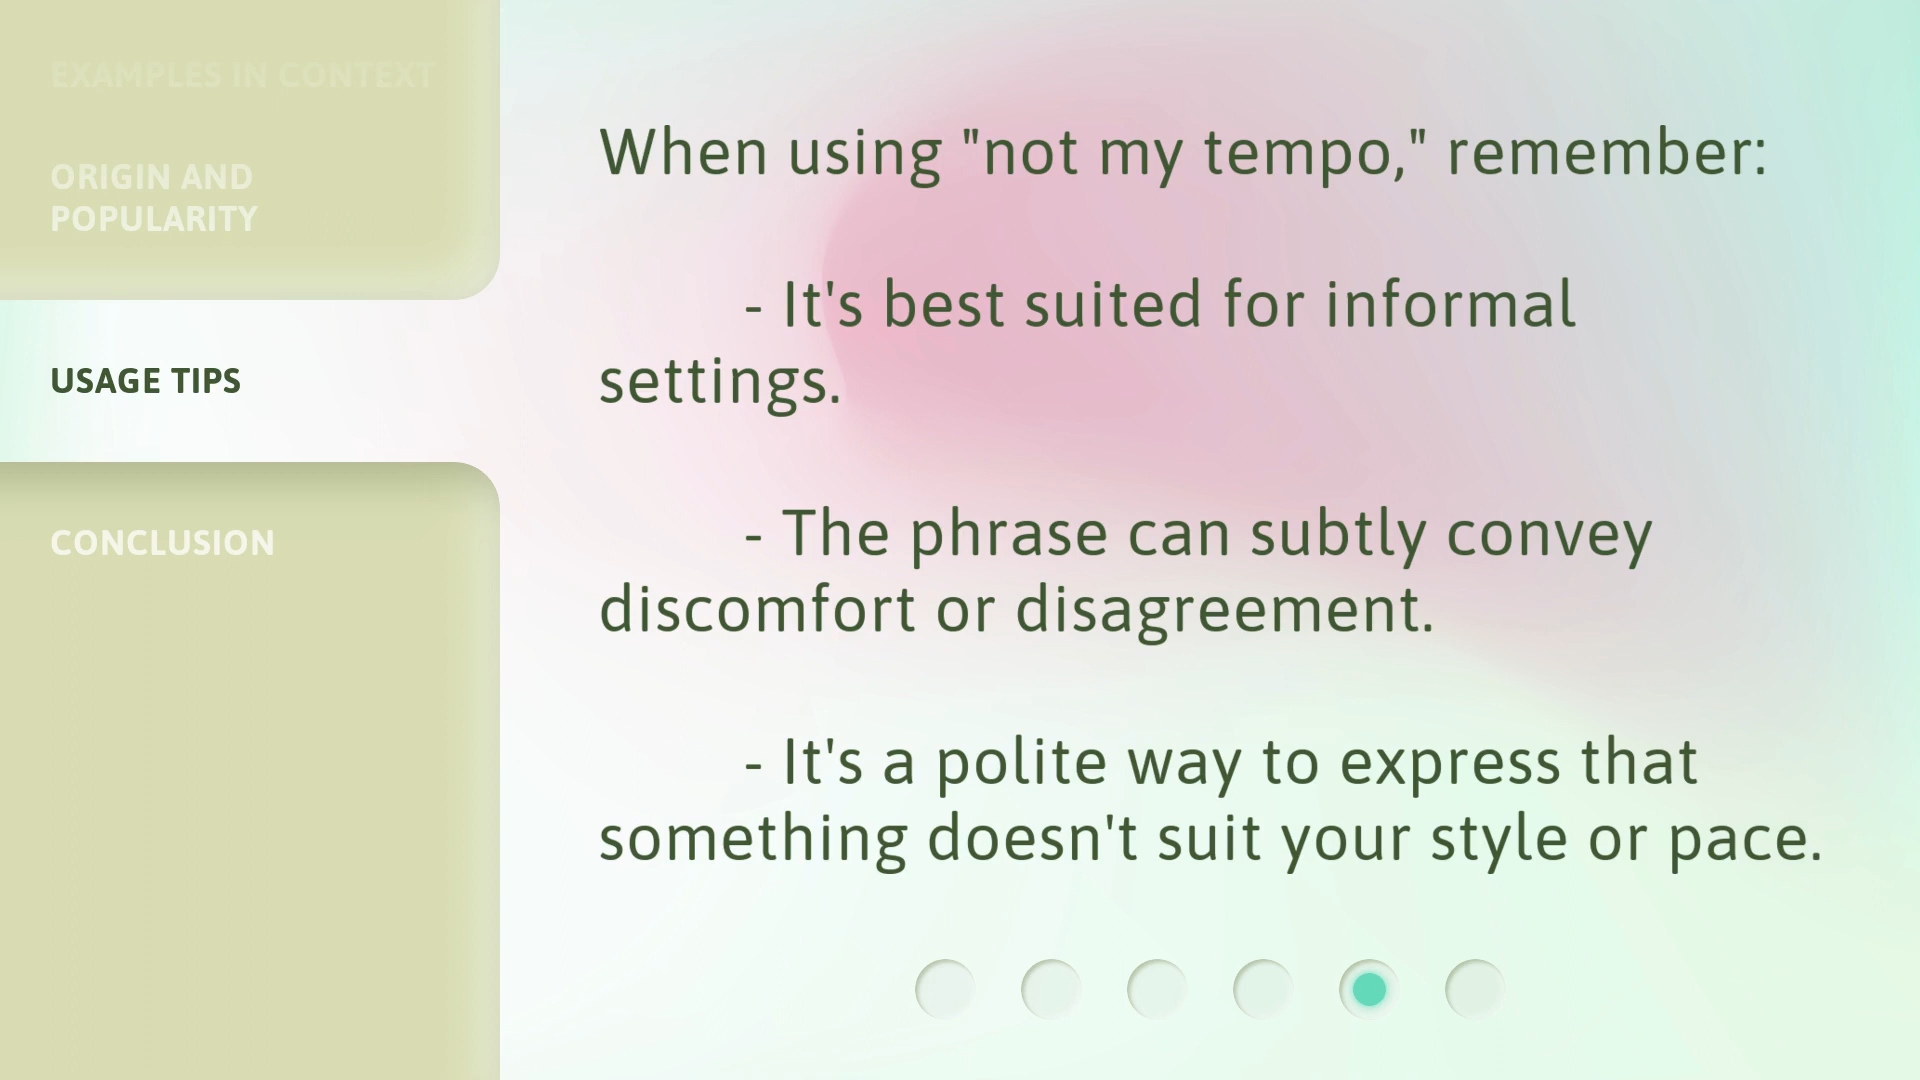 EXAMPLES IN CONTEXT
ORIGIN AND
POPULARITY
USAGE TIPS
CONCLUSION
When using "not my tempo," remember:
- It's best suited for informal
settings.
- The phrase can subtly convey
discomfort or disagreement.
- It's a polite way to express that
something doesn't suit your style or pace.